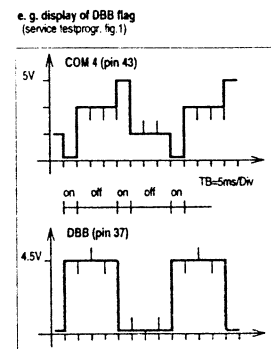 e. g. display of DBB flag
(service testprogr. fig.1)
COM 4 (pin 43)
5V
TB=5ms/Div
on off on off on
DBB (pin 37)
4.5V